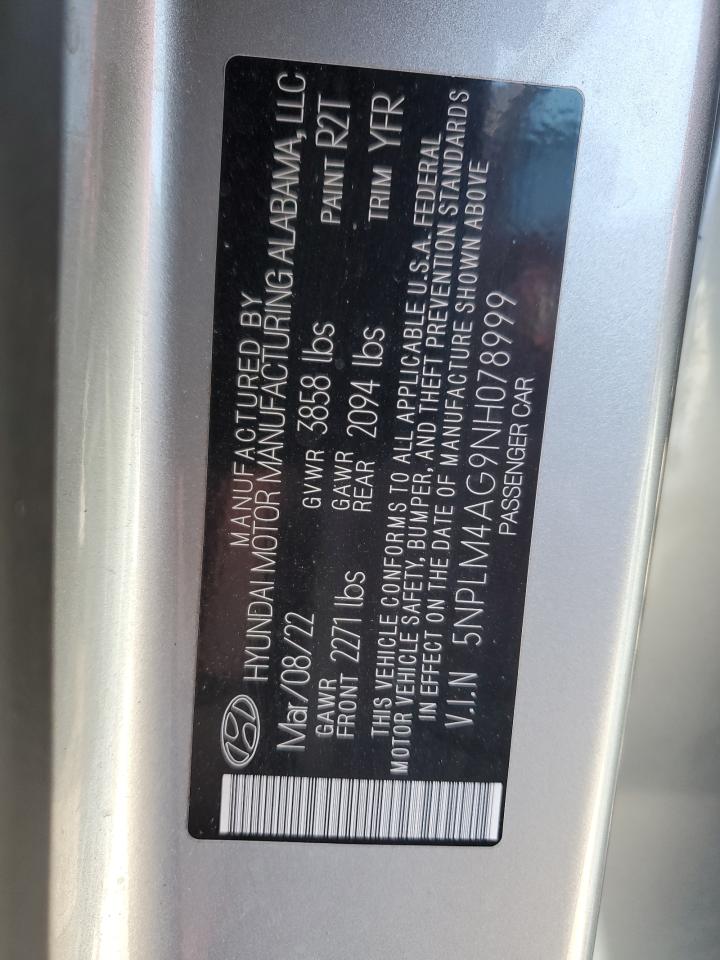 MANUFACTURED BY
HYUNDAI MOTOR MANUFACTURING ALABAMA, LLC
Mar/08/22 GVWR 3858 lbs PAINT R2T
GAWR FRONT 2271 lbs GAWR REAR 2094 lbs TRIM YFR
THIS VEHICLE CONFORMS TO ALL APPLICABLE U.S.A. FEDERAL
MOTOR VEHICLE SAFETY, BUMPER, AND THEFT PREVENTION STANDARDS
IN EFFECT ON THE DATE OF MANUFACTURE SHOWN ABOVE
V.I.N 5NPLM4AG9NH078999
PASSENGER CAR